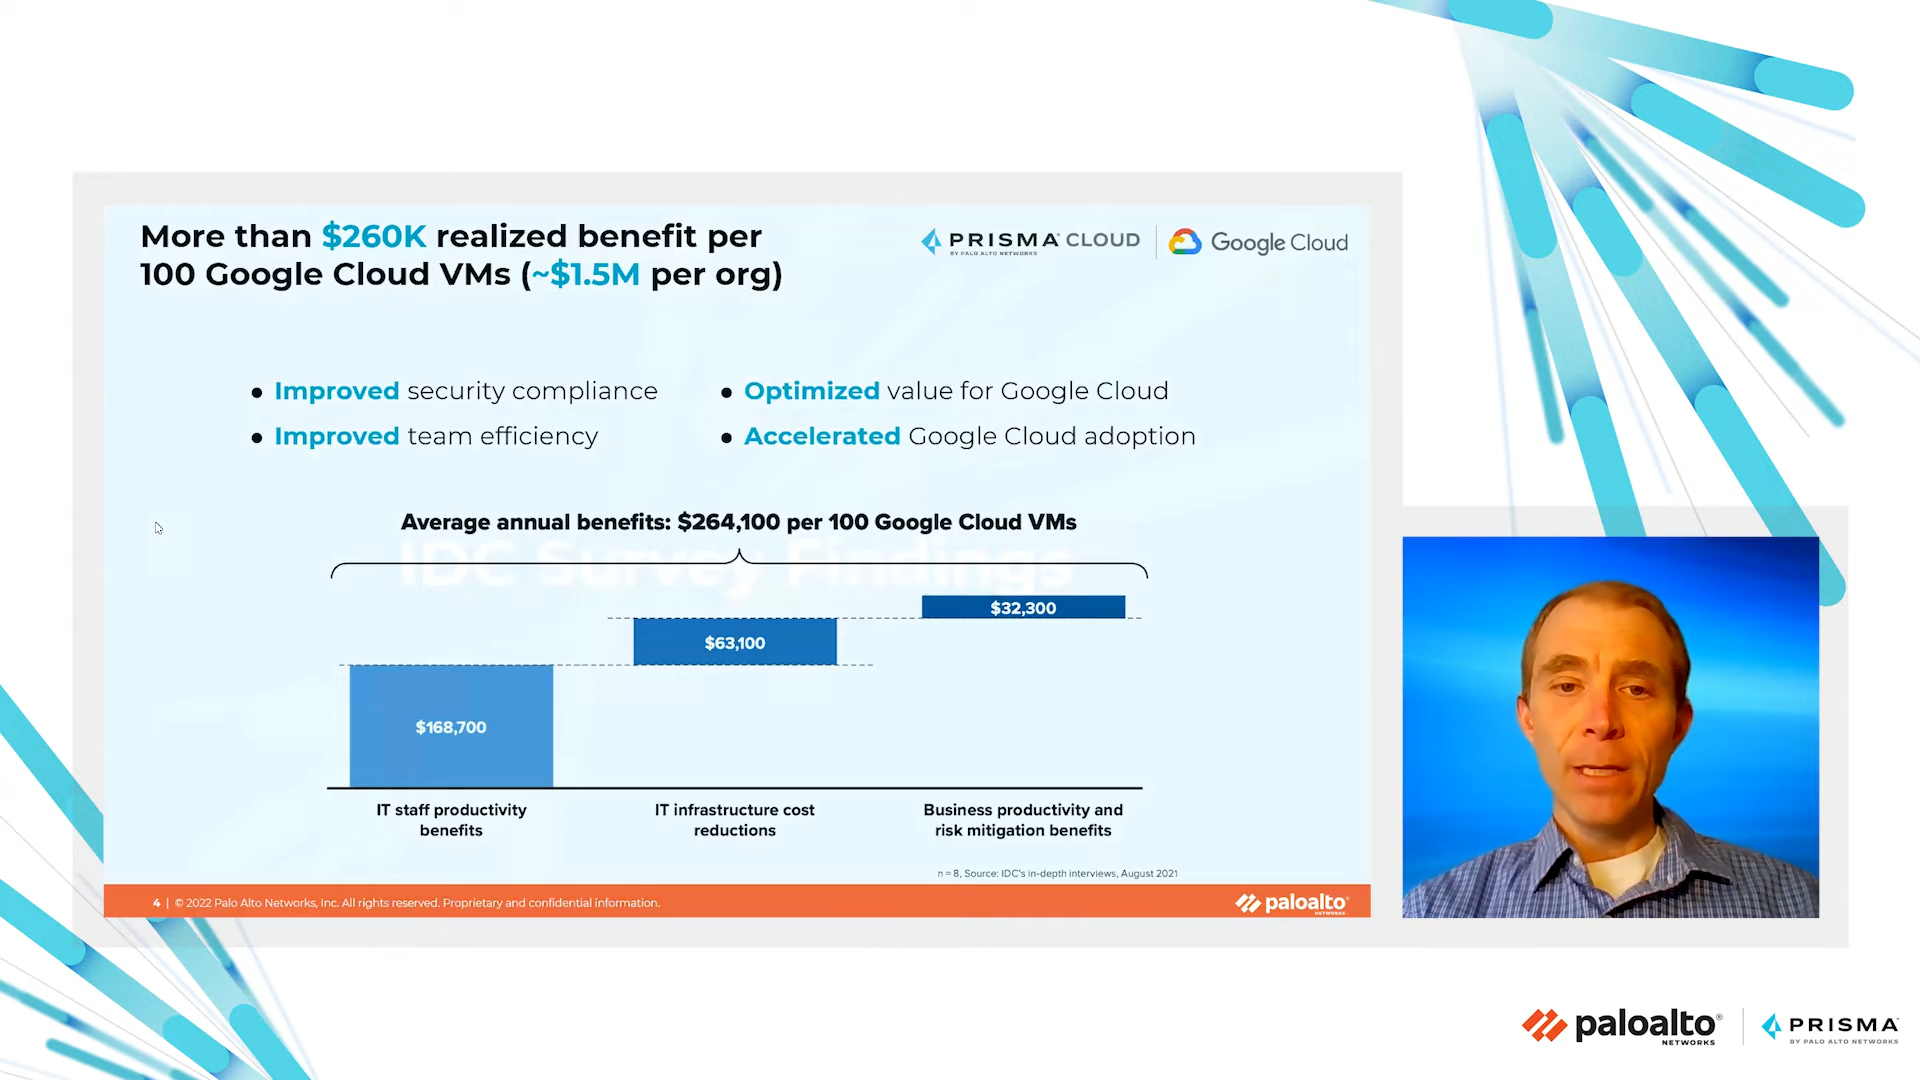 More than $260K realized benefit per
100 Google Cloud VMs (~$1.5M per org)
PRISMA CLOUD
BY PALO ALTO NETWORKS
Google Cloud
● Improved security compliance
● Improved team efficiency
● Optimized value for Google Cloud
● Accelerated Google Cloud adoption
Average annual benefits: $264,100 per 100 Google Cloud VMs
IDC Survey Findings
$32,300
$63,100
$168,700
IT staff productivity
benefits
IT infrastructure cost
reductions
Business productivity and
risk mitigation benefits
n = 8, Source: IDC's in-depth interviews, August 2021
4 | © 2022 Palo Alto Networks, Inc. All rights reserved. Proprietary and confidential information.
paloalto®
NETWORKS
paloalto®
NETWORKS
PRISMA™
BY PALO ALTO NETWORKS